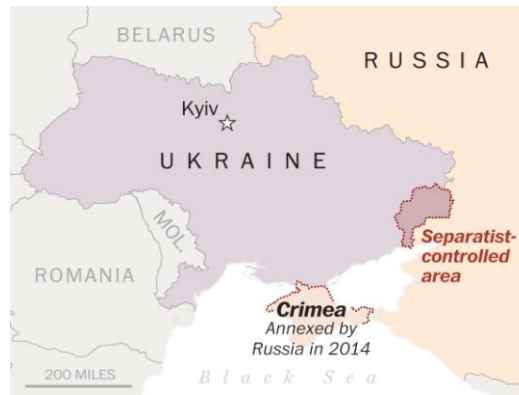 BELARUS
RUSSIA
Kyiv
UKRAINE
MOL.
Separatist-
controlled
area
ROMANIA
Crimea
Annexed by
Russia in 2014
200 MILES
Black Sea